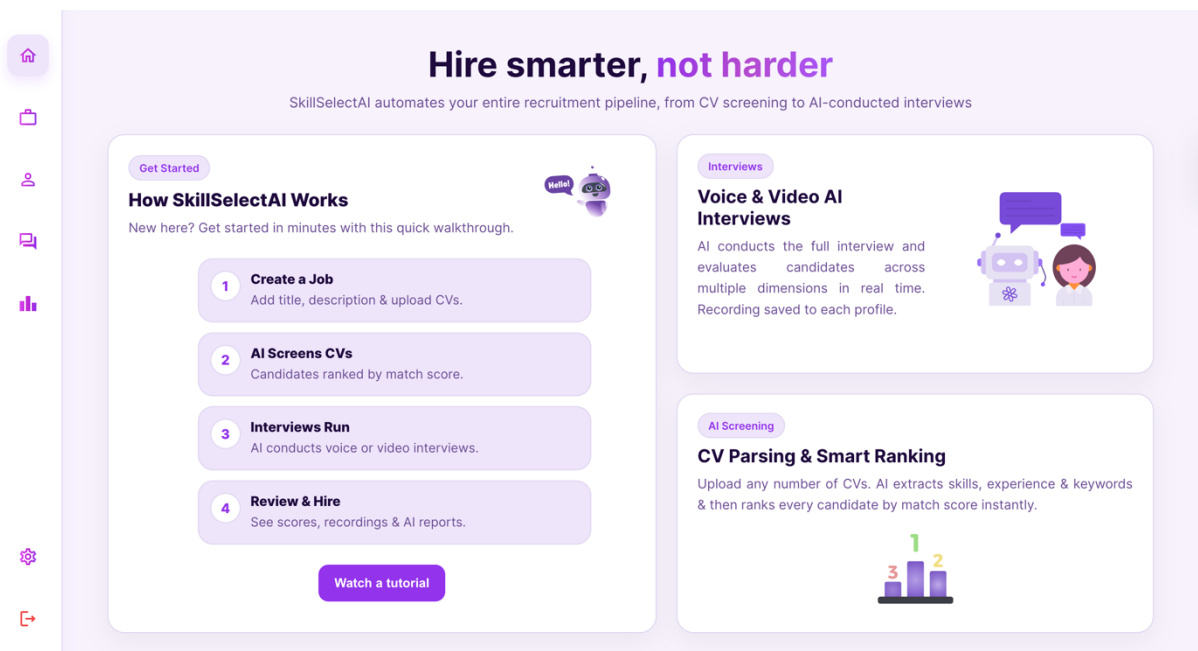 Hire smarter, not harder
SkillSelectAI automates your entire recruitment pipeline, from CV screening to AI-conducted interviews
Get Started
Hello!
How SkillSelectAI Works
New here? Get started in minutes with this quick walkthrough.
1
Create a Job
Add title, description & upload CVs.
2
AI Screens CVs
Candidates ranked by match score.
3
Interviews Run
AI conducts voice or video interviews.
4
Review & Hire
See scores, recordings & AI reports.
Watch a tutorial
Interviews
Voice & Video AI
Interviews
AI conducts the full interview and
evaluates candidates across
multiple dimensions in real time.
Recording saved to each profile.
AI Screening
CV Parsing & Smart Ranking
Upload any number of CVs. AI extracts skills, experience & keywords
& then ranks every candidate by match score instantly.
1
2
3